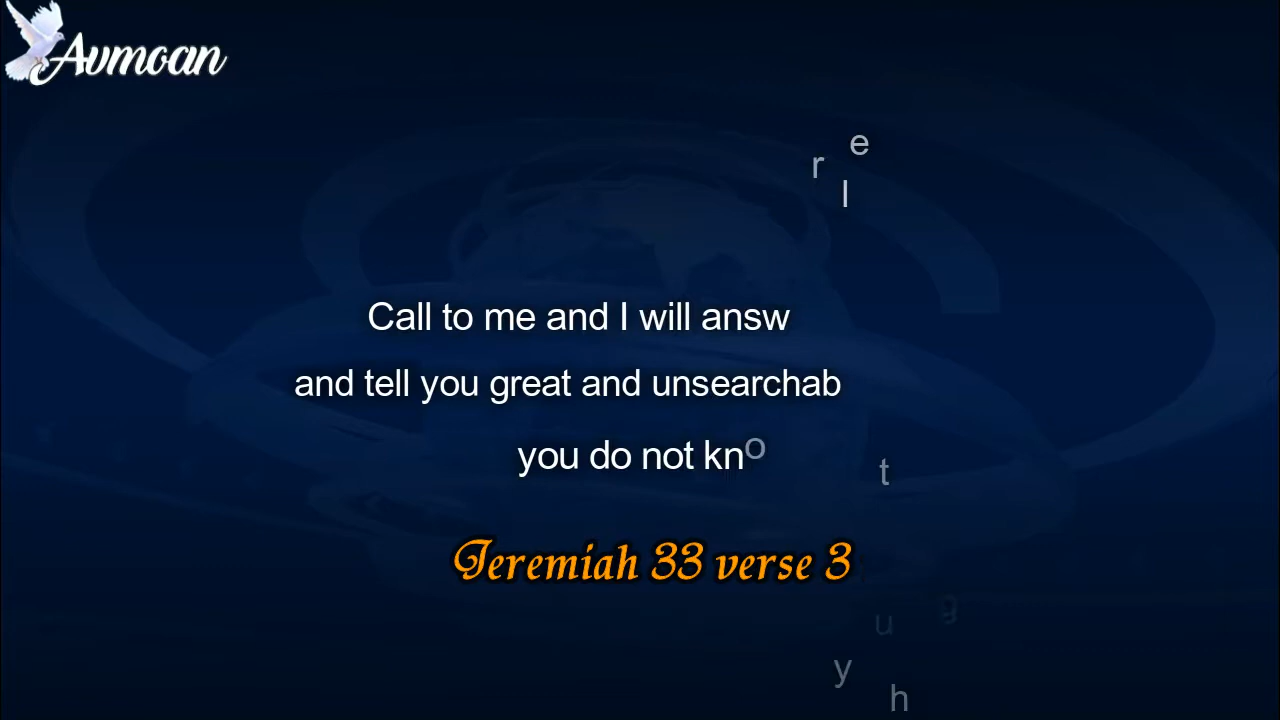 Avmoan
e
r
l
Call to me and I will answ
and tell you great and unsearchab
you do not kno
t
Jeremiah 33 verse 3
g
u
y
h